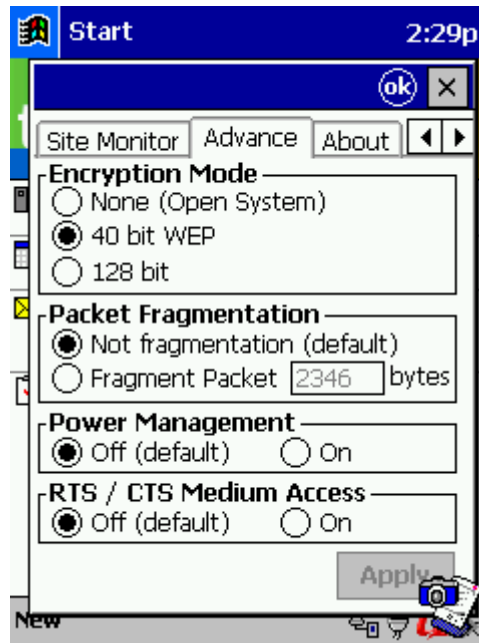 Start 2:29p
ok
Site Monitor Advance About
Encryption Mode
None (Open System)
40 bit WEP
128 bit
Packet Fragmentation
Not fragmentation (default)
Fragment Packet 2346 bytes
Power Management
Off (default) On
RTS / CTS Medium Access
Off (default) On
Apply
New